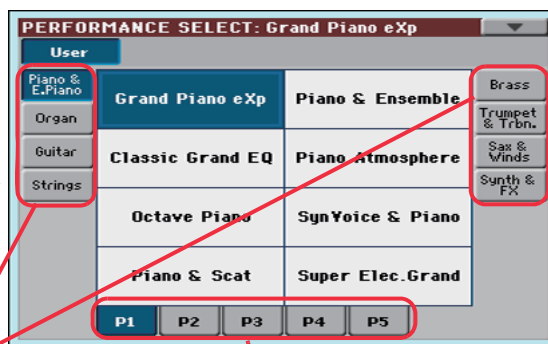 PERFORMANCE SELECT: Grand Piano eXp
User
Piano &
E.Piano
Organ
Guitar
Strings
Grand Piano eXp
Piano & Ensemble
Classic Grand EQ
Piano Atmosphere
Octave Piano
SynVoice & Piano
Piano & Scat
Super Elec.Grand
Brass
Trumpet
& Trbn.
Sax &
Winds
Synth &
FX
P1 P2 P3 P4 P5